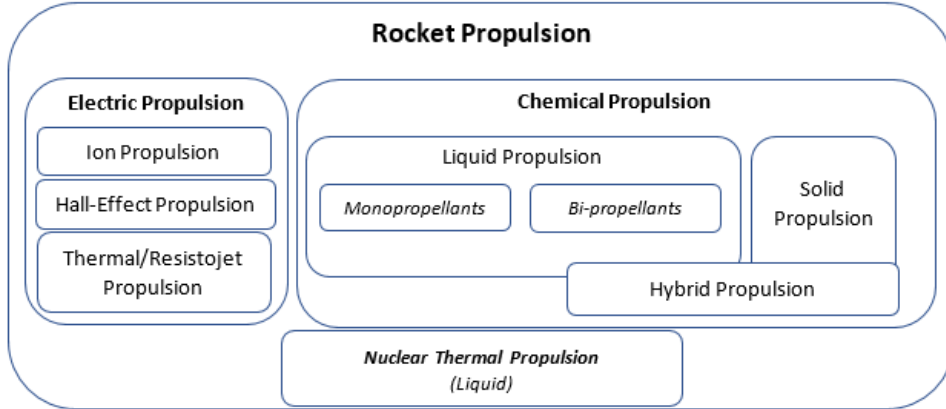 Rocket Propulsion
Electric Propulsion
Ion Propulsion
Hall-Effect Propulsion
Thermal/Resistojet
Propulsion
Chemical Propulsion
Liquid Propulsion
Monopropellants
Bi-propellants
Solid
Propulsion
Hybrid Propulsion
Nuclear Thermal Propulsion
(Liquid)